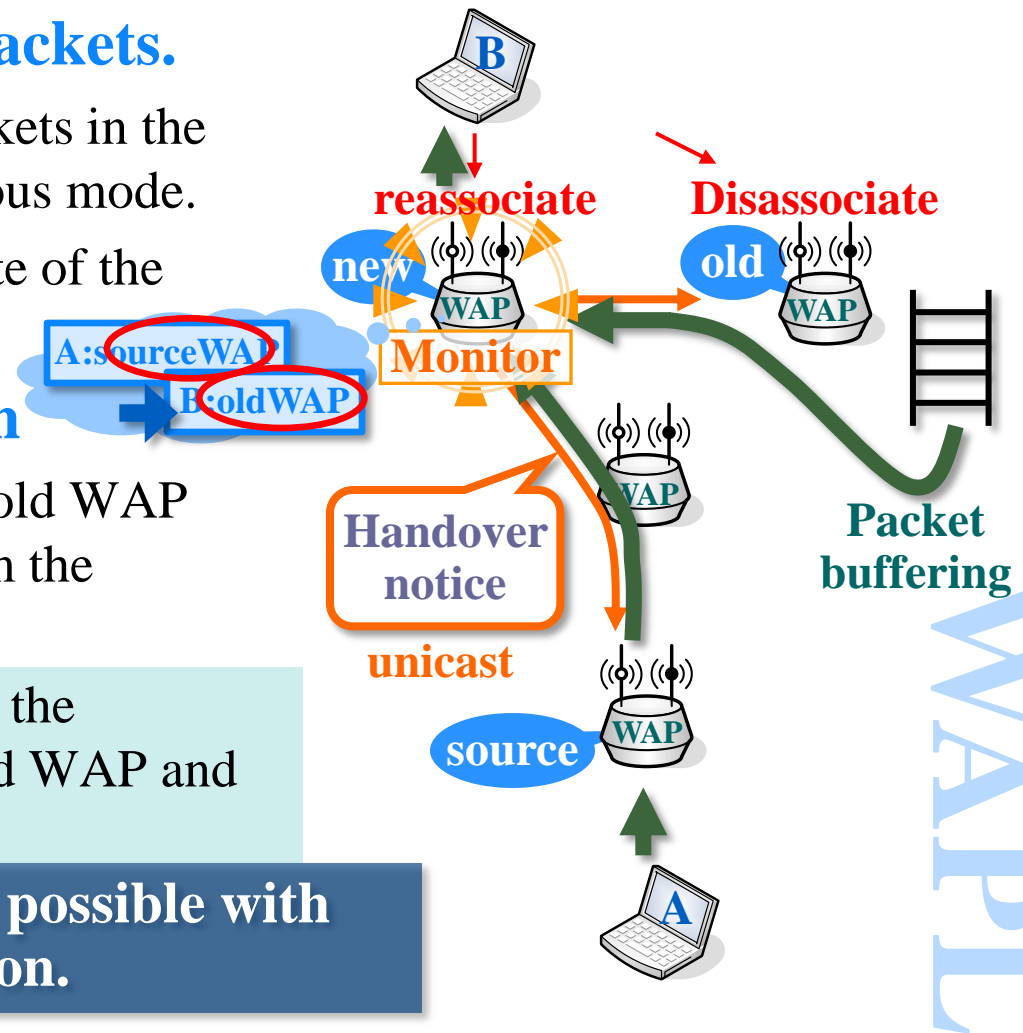 ackets.
kets in the
ous mode.
te of the
n
old WAP
n the
the
d WAP and
possible with
on.
B
reassociate
Disassociate
new
old
WAP
WAP
A:sourceWAP
B:oldWAP
Monitor
WAP
Handover
notice
Packet
buffering
unicast
source
WAP
A
WAPL